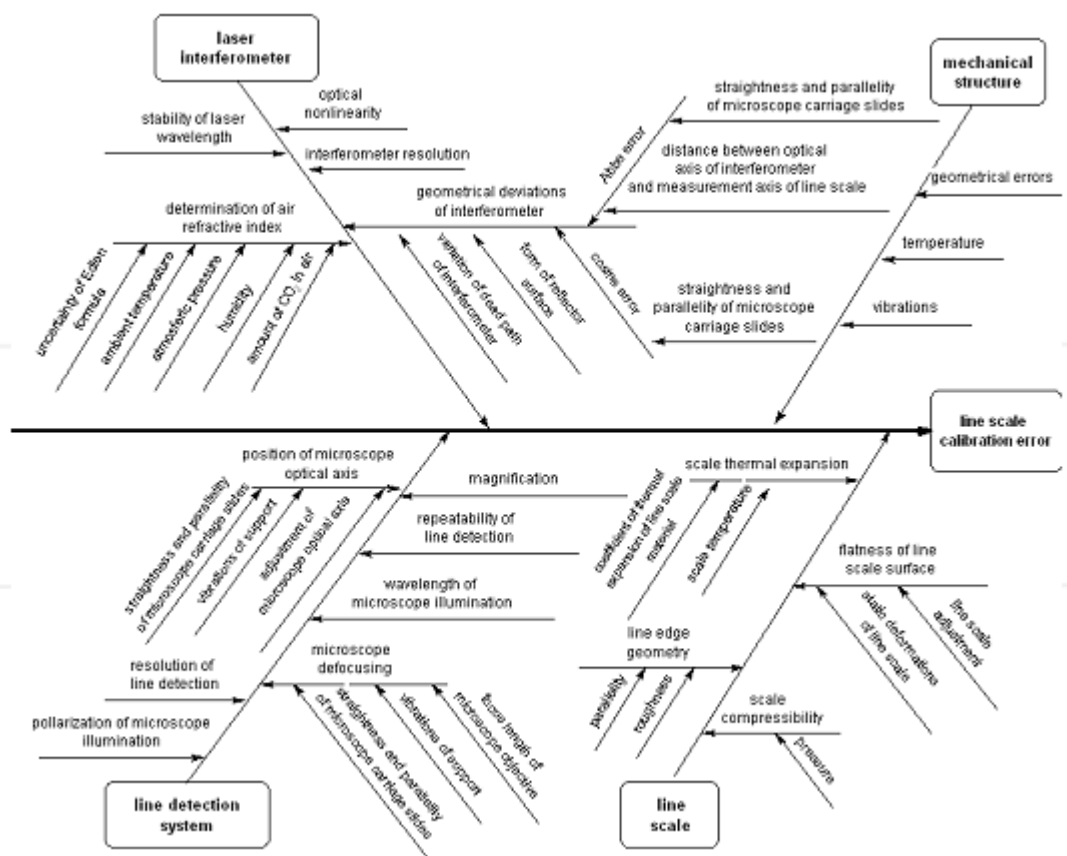 laser
interferometer
mechanical
structure
optical
nonlinearity
stability of laser
wavelength
interferometer resolution
determination of air
refractive index
uncertainty of Edlen
formula
ambient temperature
atmosferic pressure
humidity
amount of CO2 in air
geometrical deviations
of interferometer
variation of dead path
of interferometer
form of reflector
surface
cosine error
Abbe error
straightness and parallelity
of microscope carriage slides
distance between optical
axis of interferometer
and measurement axis of line scale
straightness and
parallelity of microscope
carriage slides
geometrical errors
temperature
vibrations
line scale
calibration error
position of microscope
optical axis
straightness and paralility
of microscope carriage slides
vibrations of support
adjustment of
microscope optical axis
magnification
repeatability of
line detection
wavelength of
microscope illumination
microscope
defocusing
straightness and paralility
of microscope carriage slides
vibrations of support
focus length of
microscope objective
resolution of
line detection
pollarization of microscope
illumination
line detection
system
scale thermal expansion
coefficient of thermal
expansion of line scale
material
scale temperature
flatness of line
scale surface
static deformations
of line scale
line scale
adjustment
line edge
geometry
paralility
roughness
scale
compressibility
pressure
line
scale